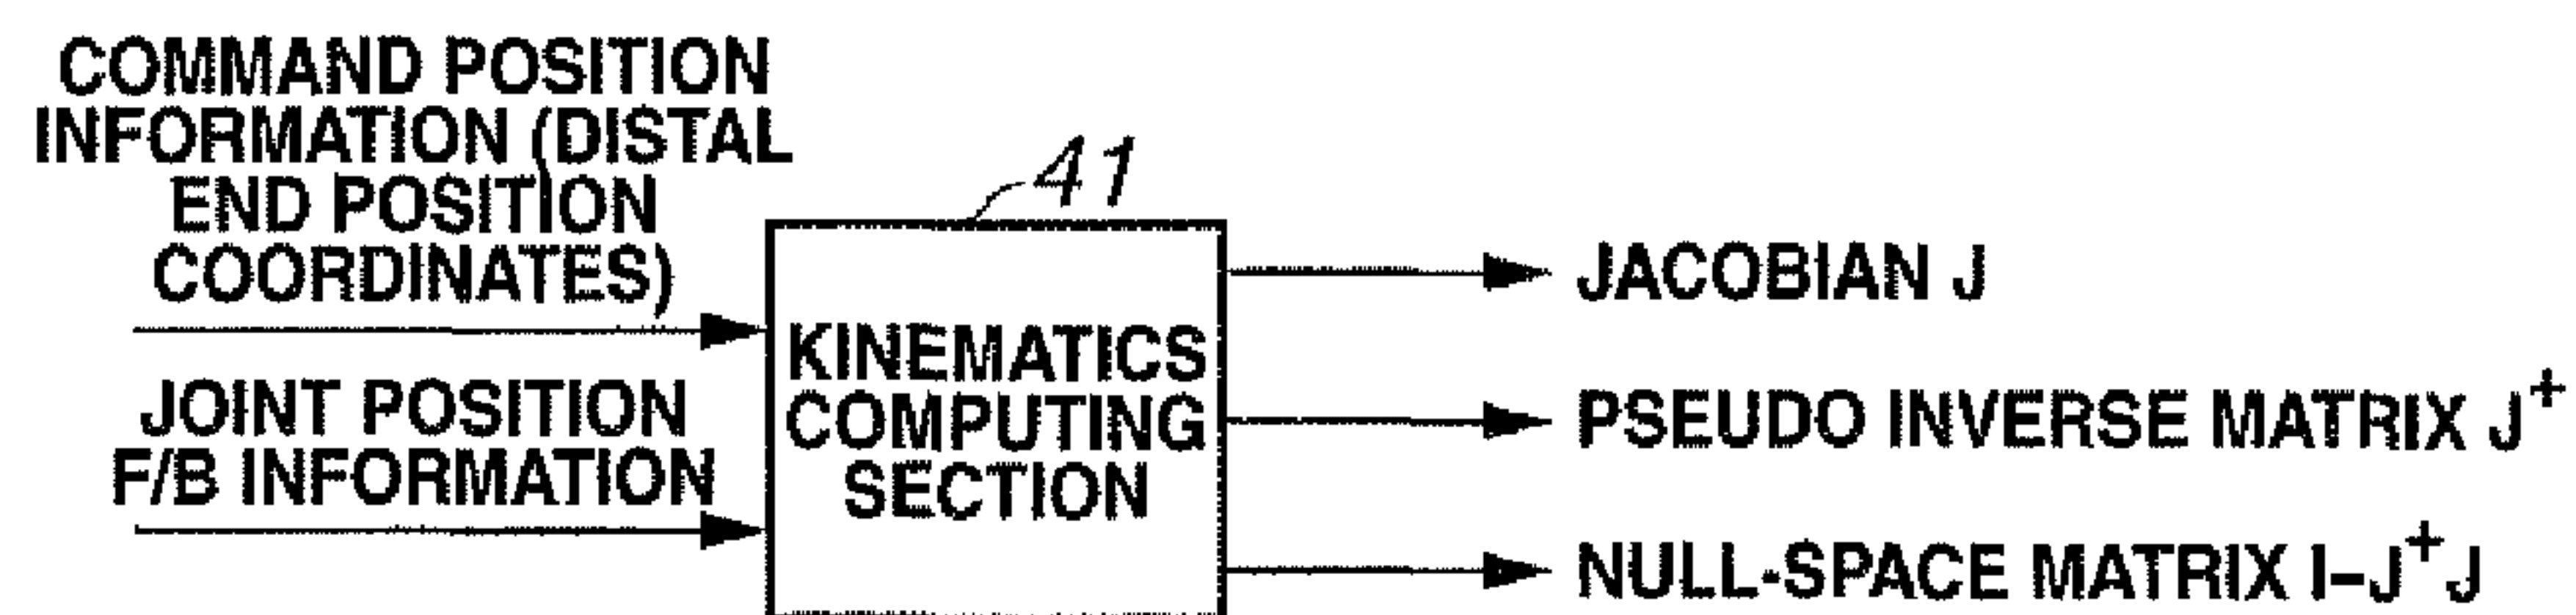 COMMAND POSITION
INFORMATION (DISTAL
END POSITION
COORDINATES)
41
JOINT POSITION
F/B INFORMATION
KINEMATICS
COMPUTING
SECTION
JACOBIAN J
PSEUDO INVERSE MATRIX J⁺
NULL-SPACE MATRIX I–J⁺J